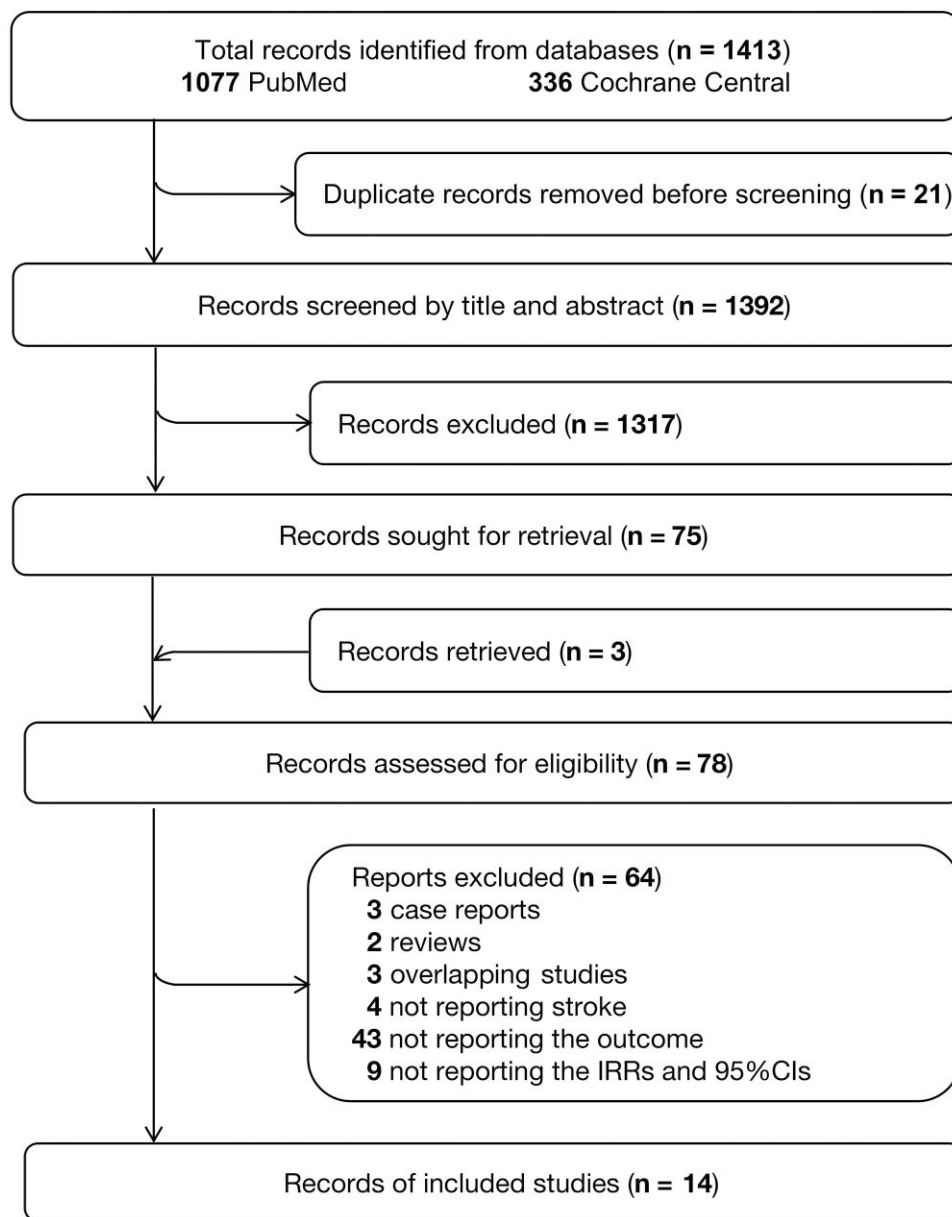 Total records identified from databases (n = 1413)
1077 PubMed 336 Cochrane Central
Duplicate records removed before screening (n = 21)
Records screened by title and abstract (n = 1392)
Records excluded (n = 1317)
Records sought for retrieval (n = 75)
Records retrieved (n = 3)
Records assessed for eligibility (n = 78)
Reports excluded (n = 64)
3 case reports
2 reviews
3 overlapping studies
4 not reporting stroke
43 not reporting the outcome
9 not reporting the IRRs and 95%CIs
Records of included studies (n = 14)